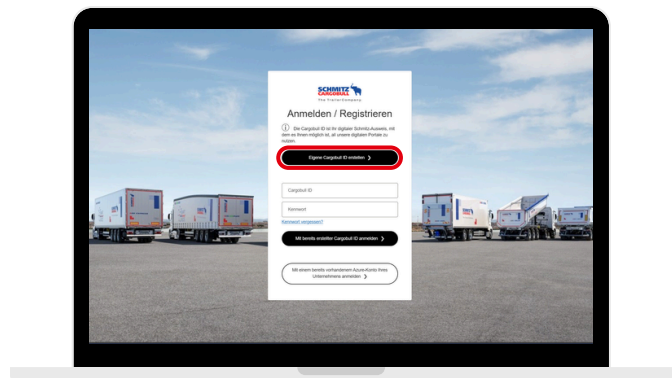 SCHMITZ
CARGOBULL
The Trailer Company.
Anmelden / Registrieren
Die Cargobull ID ist Ihr digitaler Schmitz-Ausweis, mit
dem es Ihnen möglich ist, all unsere digitalen Portale zu
nutzen.
Eigene Cargobull ID erstellen ❯
Cargobull ID
Kennwort
Kennwort vergessen?
Mit bereits erstellter Cargobull ID anmelden ❯
Mit einem bereits vorhandenem Azure-Konto Ihres
Unternehmens anmelden ❯